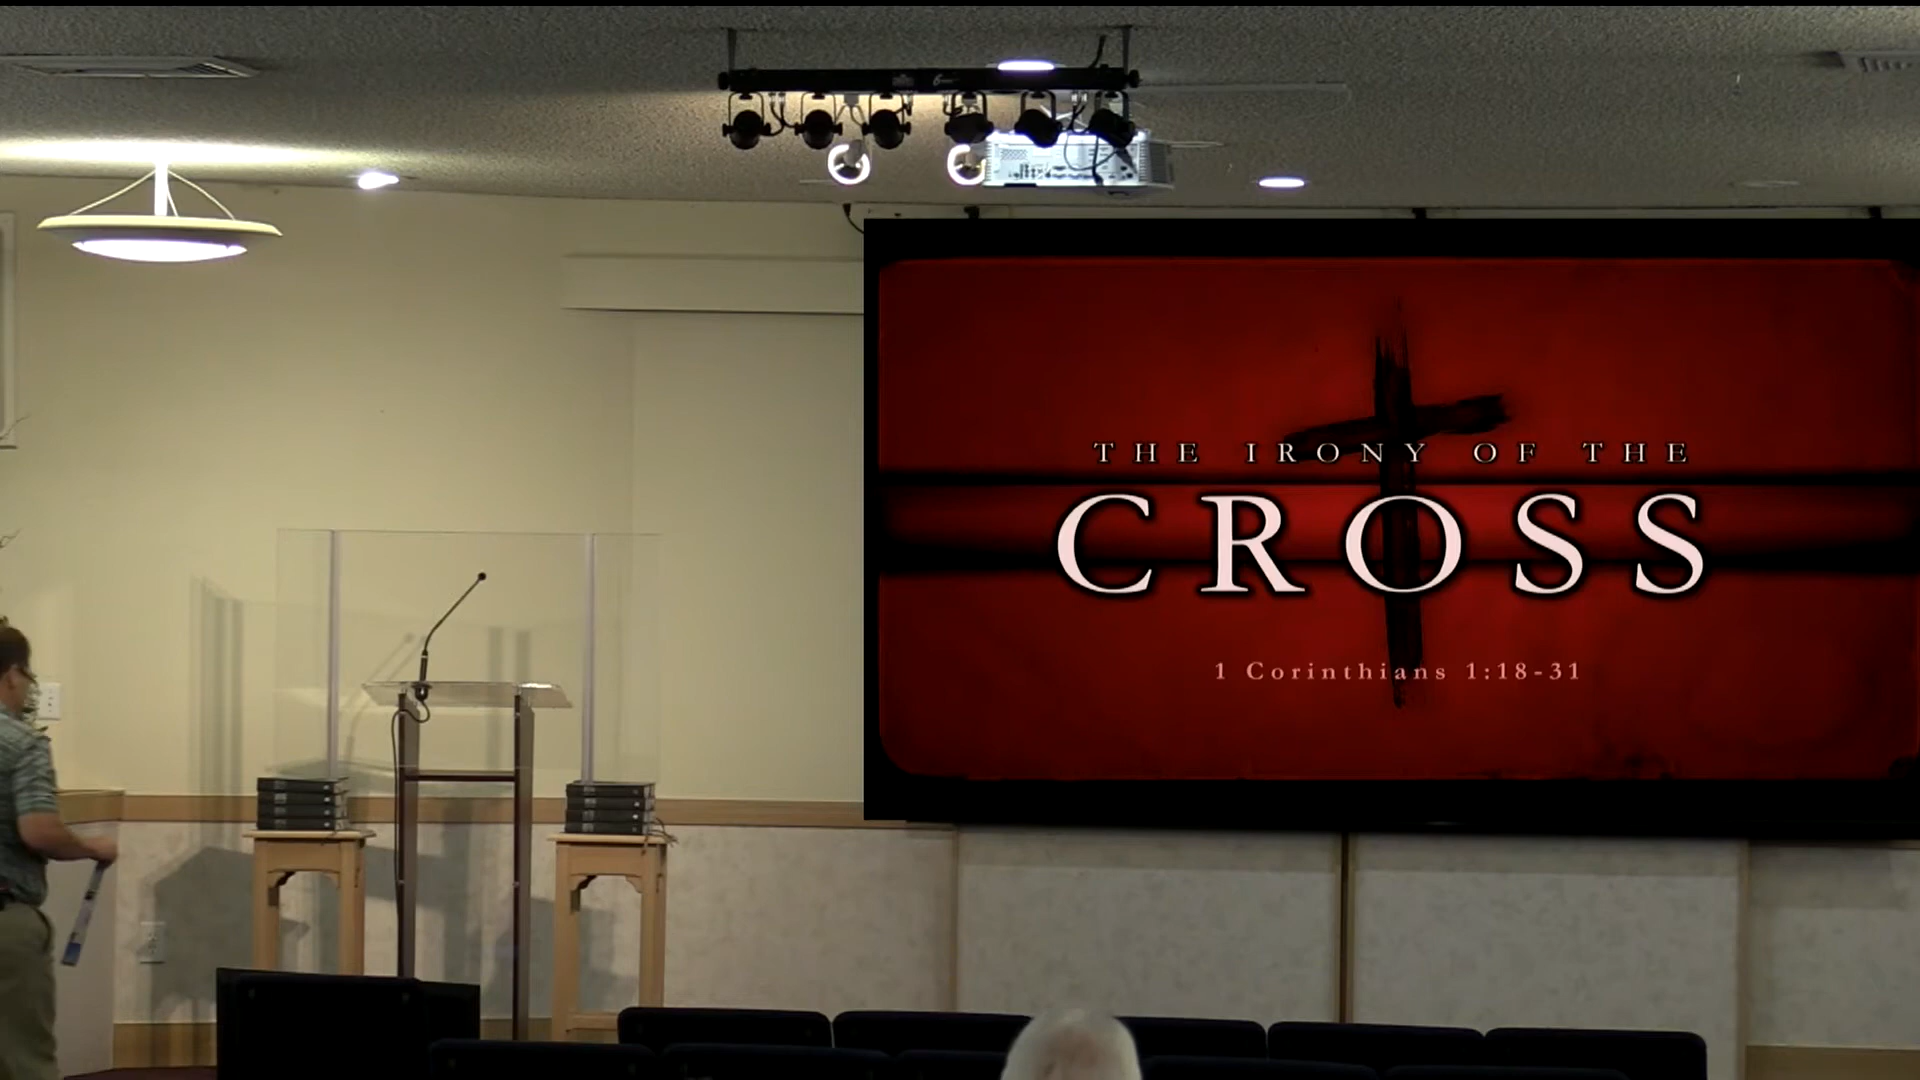 THE IRONY OF THE
CROSS
1 Corinthians 1:18-31